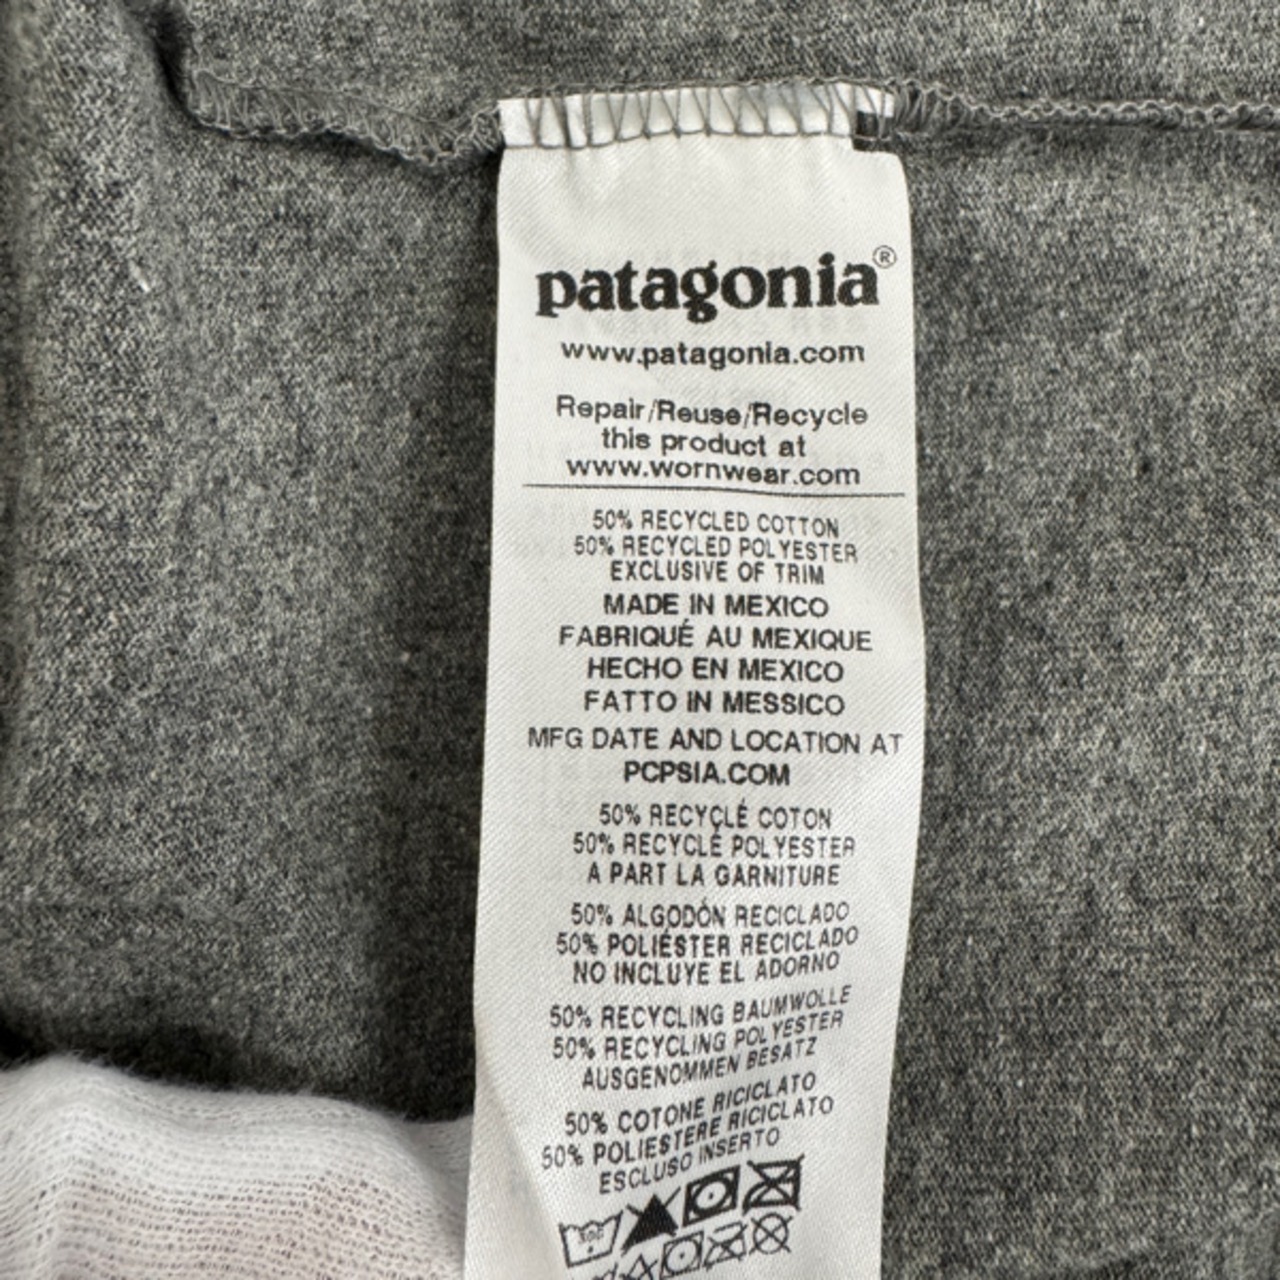 patagonia®
www.patagonia.com
Repair/Reuse/Recycle
this product at
www.wornwear.com
50% RECYCLED COTTON
50% RECYCLED POLYESTER
EXCLUSIVE OF TRIM
MADE IN MEXICO
FABRIQUÉ AU MEXIQUE
HECHO EN MEXICO
FATTO IN MESSICO
MFG DATE AND LOCATION AT
PCPSIA.COM
50% RECYCLÉ COTON
50% RECYCLÉ POLYESTER
A PART LA GARNITURE
50% ALGODÓN RECICLADO
50% POLIÉSTER RECICLADO
NO INCLUYE EL ADORNO
50% RECYCLING BAUMWOLLE
50% RECYCLING POLYESTER
AUSGENOMMEN BESATZ
50% COTONE RICICLATO
50% POLIESTERE RICICLATO
ESCLUSO INSERTO